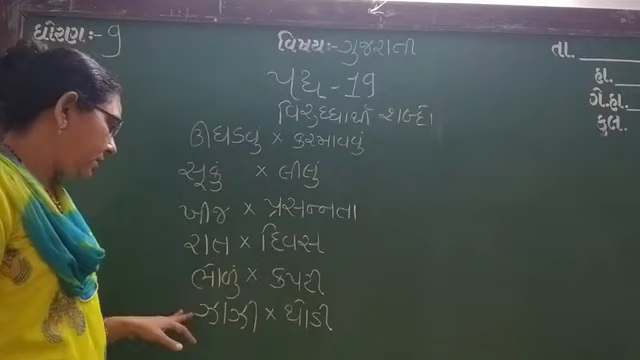 ધોરણ:- 9
વિષય:- ગુજરાતી
તા..
હા..
ગે.હા.
કુલ..
પદ્ય - 19
વિરુદ્ધાર્થી શબ્દો
ઊઘડવું × કરમાવવું
સૂકું × લીલું
ખીજ × પ્રસન્નતા
રાત × દિવસ
ભોળું × કપટી
ઝાઝી × થોડી